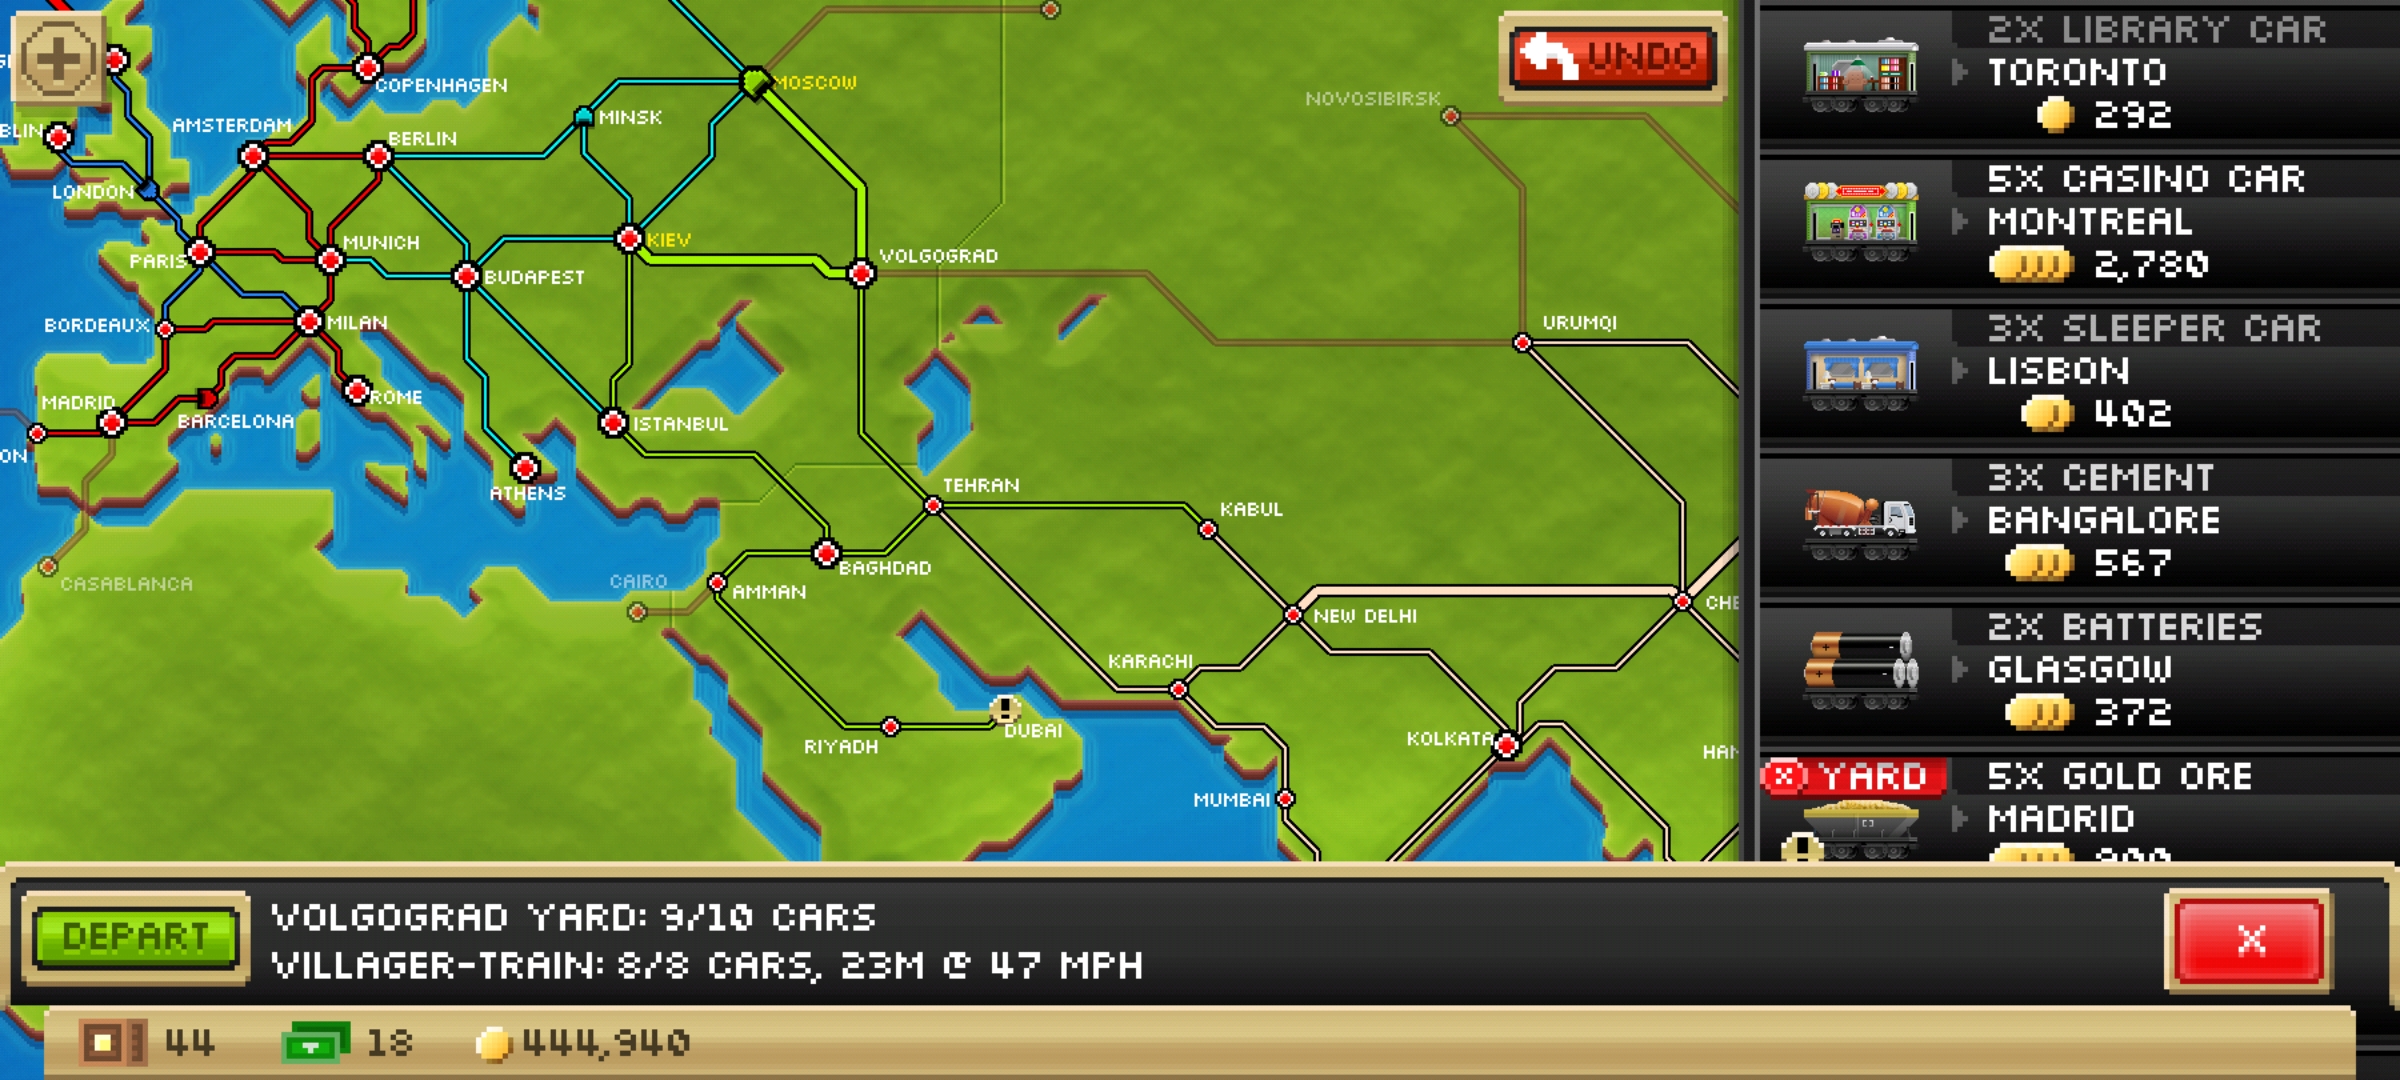 UNDO
MOSCOW
COPENHAGEN
NOVOSIBIRSK
MINSK
AMSTERDAM
BERLIN
BLIN
LONDON
KIEV
MUNICH
PARIS
VOLGOGRAD
BUDAPEST
BORDEAUX
MILAN
URUMQI
MADRID
ROME
BARCELONA
ISTANBUL
ON
ATHENS
TEHRAN
KABUL
BAGHDAD
CASABLANCA
CAIRO
AMMAN
CHE
NEW DELHI
KARACHI
DUBAI
RIYADH
KOLKATA
HAN
MUMBAI
2X LIBRARY CAR
TORONTO
292
5X CASINO CAR
MONTREAL
2,780
3X SLEEPER CAR
LISBON
402
3X CEMENT
BANGALORE
567
2X BATTERIES
GLASGOW
372
X YARD
5X GOLD ORE
MADRID
DEPART
VOLGOGRAD YARD: 9/10 CARS
VILLAGER-TRAIN: 8/8 CARS, 23M @ 47 MPH
X
44
18
444,940